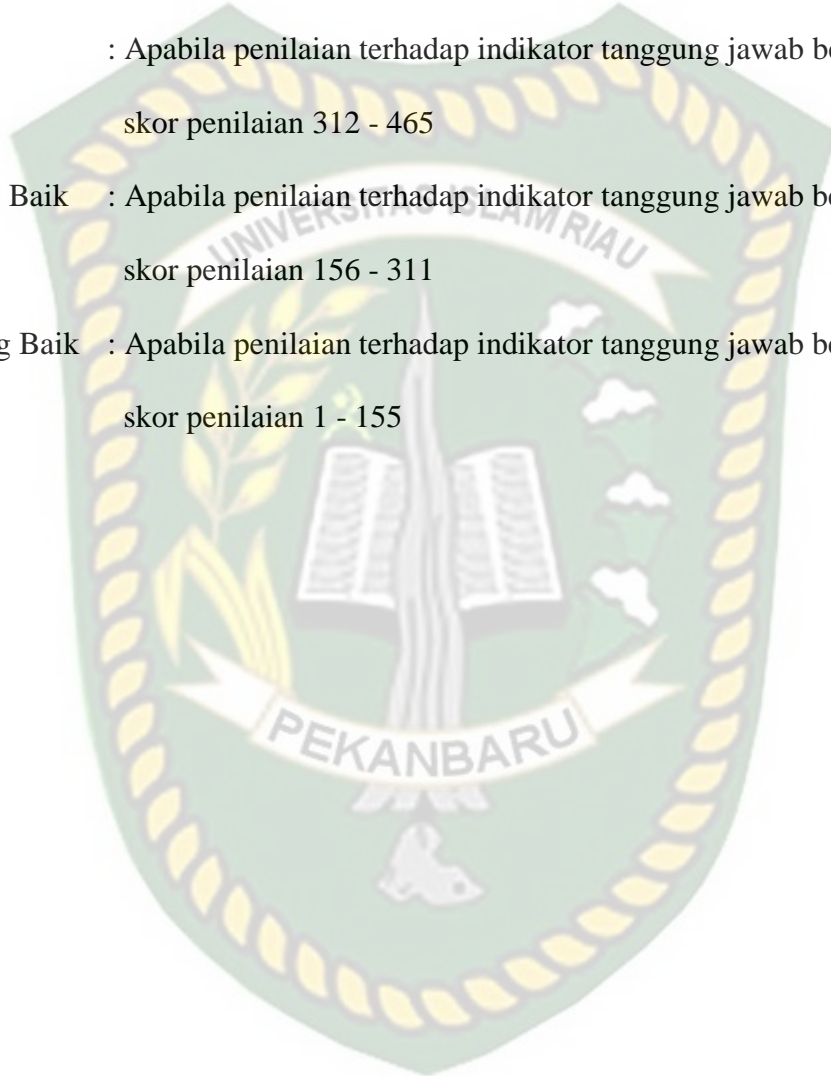 : Apabila penilaian terhadap indikator tanggung jawab
skor penilaian 312 - 465
Baik : Apabila penilaian terhadap indikator tanggung jawab
UNIVERSITAS ISLAM RIAU
skor penilaian 156 - 311
g Baik : Apabila penilaian terhadap indikator tanggung jawab
skor penilaian 1 - 155
PEKANBARU